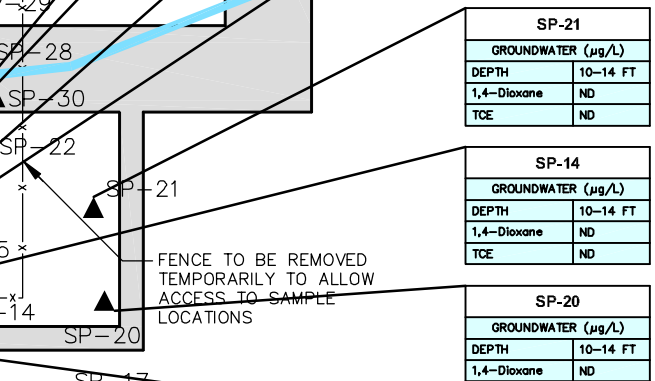 SP-28
SP-30
SP-22
SP-21
FENCE TO BE REMOVED
TEMPORARILY TO ALLOW
ACCESS TO SAMPLE
LOCATIONS
-14
SP-20
SP-21
GROUNDWATER (µg/L)
DEPTH 10-14 FT
1,4-Dioxane ND
TCE ND
SP-14
GROUNDWATER (µg/L)
DEPTH 10-14 FT
1,4-Dioxane ND
TCE ND
SP-20
GROUNDWATER (µg/L)
DEPTH 10-14 FT
1,4-Dioxane ND